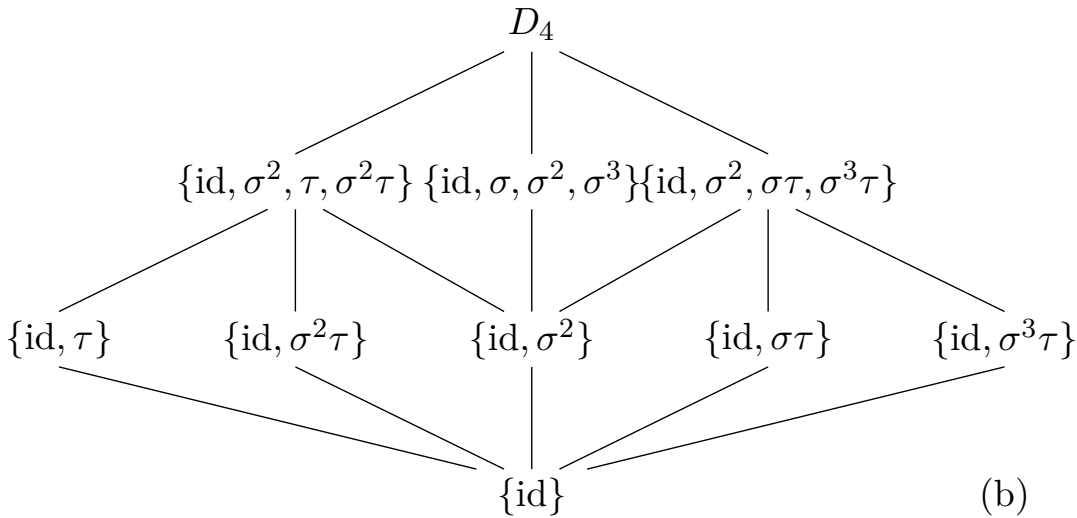 D₄
{id, σ², τ, σ²τ} {id, σ, σ², σ³} {id, σ², στ, σ³τ}
{id, τ} {id, σ²τ} {id, σ²} {id, στ} {id, σ³τ}
{id} (b)